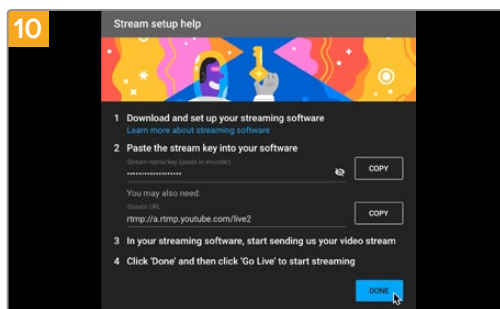 10
Stream setup help
1 Download and set up your streaming software
Learn more about streaming software
2 Paste the stream key into your software
Stream name/key (paste in encoder)
••••••••••••••••••••
COPY
You may also need:
Stream URL
rtmp://a.rtmp.youtube.com/live2
COPY
3 In your streaming software, start sending us your video stream
4 Click 'Done' and then click 'Go Live' to start streaming
DONE